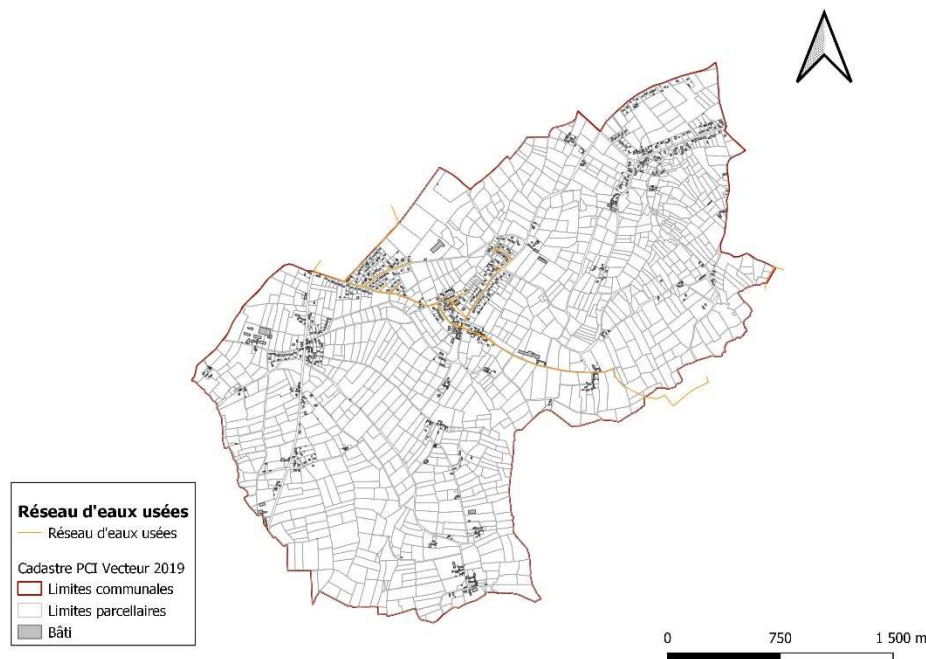 Réseau d'eaux usées
Réseau d'eaux usées
Cadastre PCI Vecteur 2019
Limites communales
Limites parcellaires
Bâti
0 750 1 500 m